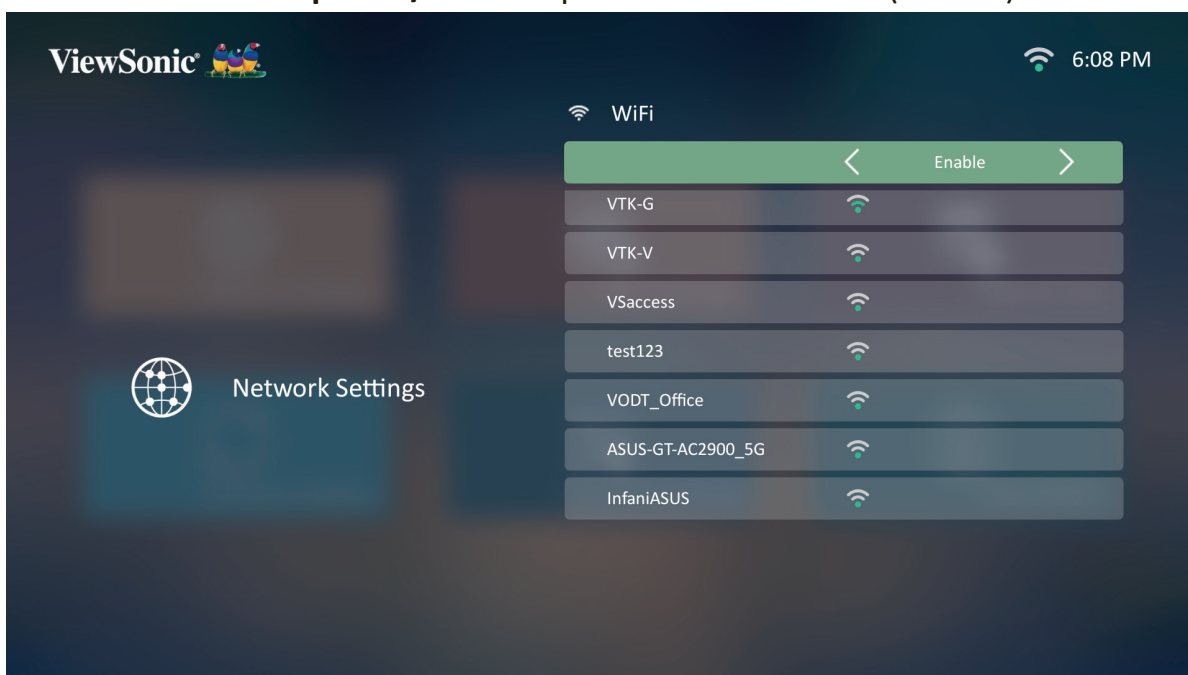 ViewSonic®
6:08 PM
WiFi
Enable
VTK-G
VTK-V
VSaccess
test123
Network Settings
VODT_Office
ASUS-GT-AC2900_5G
InfaniASUS